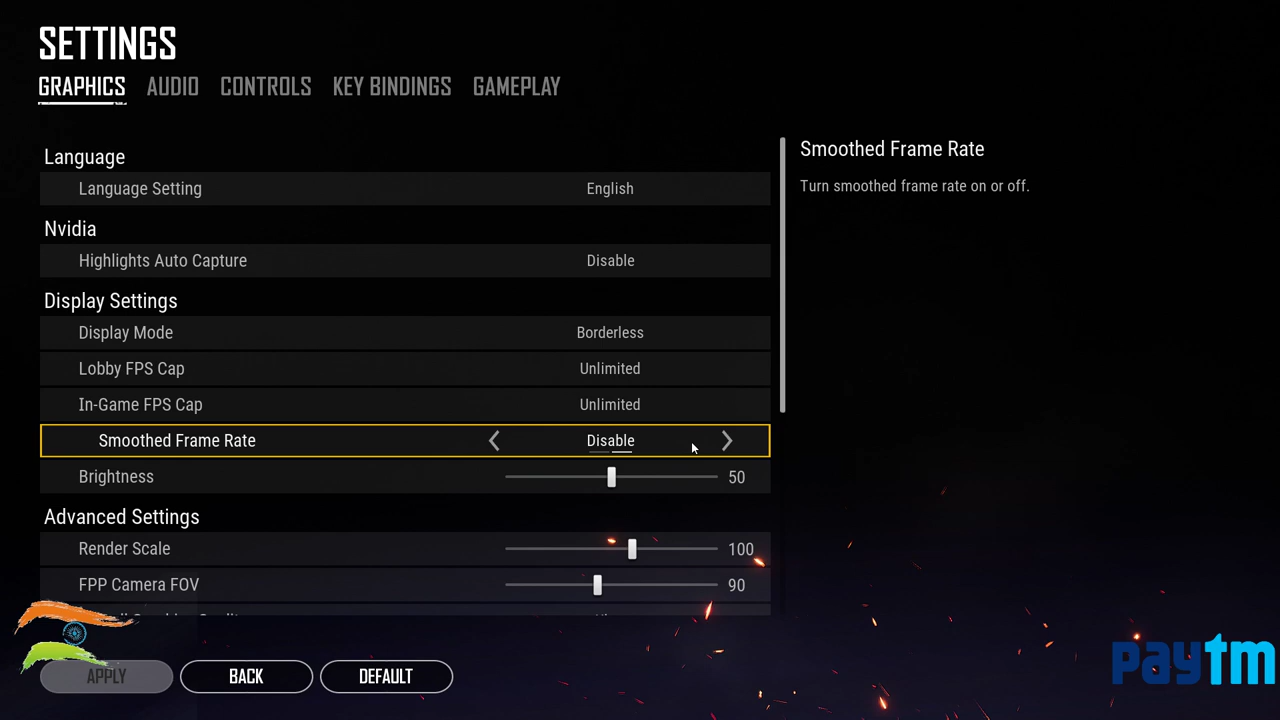 SETTINGS
GRAPHICS AUDIO CONTROLS KEY BINDINGS GAMEPLAY
Language
Language Setting English
Nvidia
Highlights Auto Capture Disable
Display Settings
Display Mode Borderless
Lobby FPS Cap Unlimited
In-Game FPS Cap Unlimited
Smoothed Frame Rate Disable
Brightness 50
Advanced Settings
Render Scale 100
FPP Camera FOV 90
APPLY BACK DEFAULT
Smoothed Frame Rate
Turn smoothed frame rate on or off.
paytm